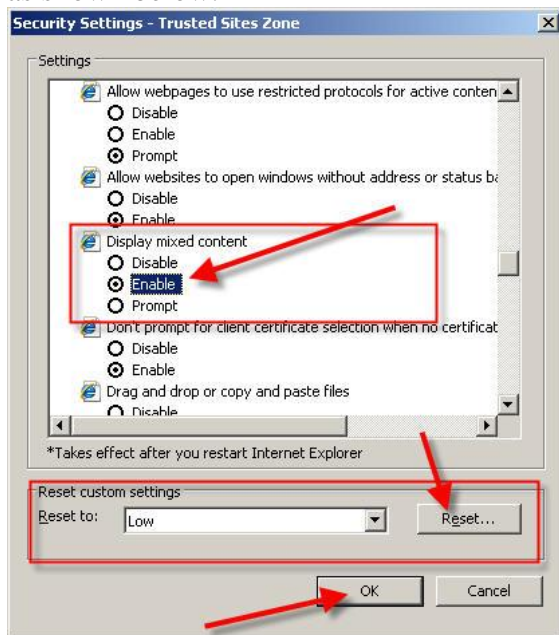 Security Settings - Trusted Sites Zone
Settings
Allow webpages to use restricted protocols for active conten
Disable
Enable
Prompt
Allow websites to open windows without address or status ba
Disable
Enable
Display mixed content
Disable
Enable
Prompt
Don't prompt for client certificate selection when no certificat
Disable
Enable
Drag and drop or copy and paste files
Disable
*Takes effect after you restart Internet Explorer
Reset custom settings
Reset to: Low Reset...
OK Cancel